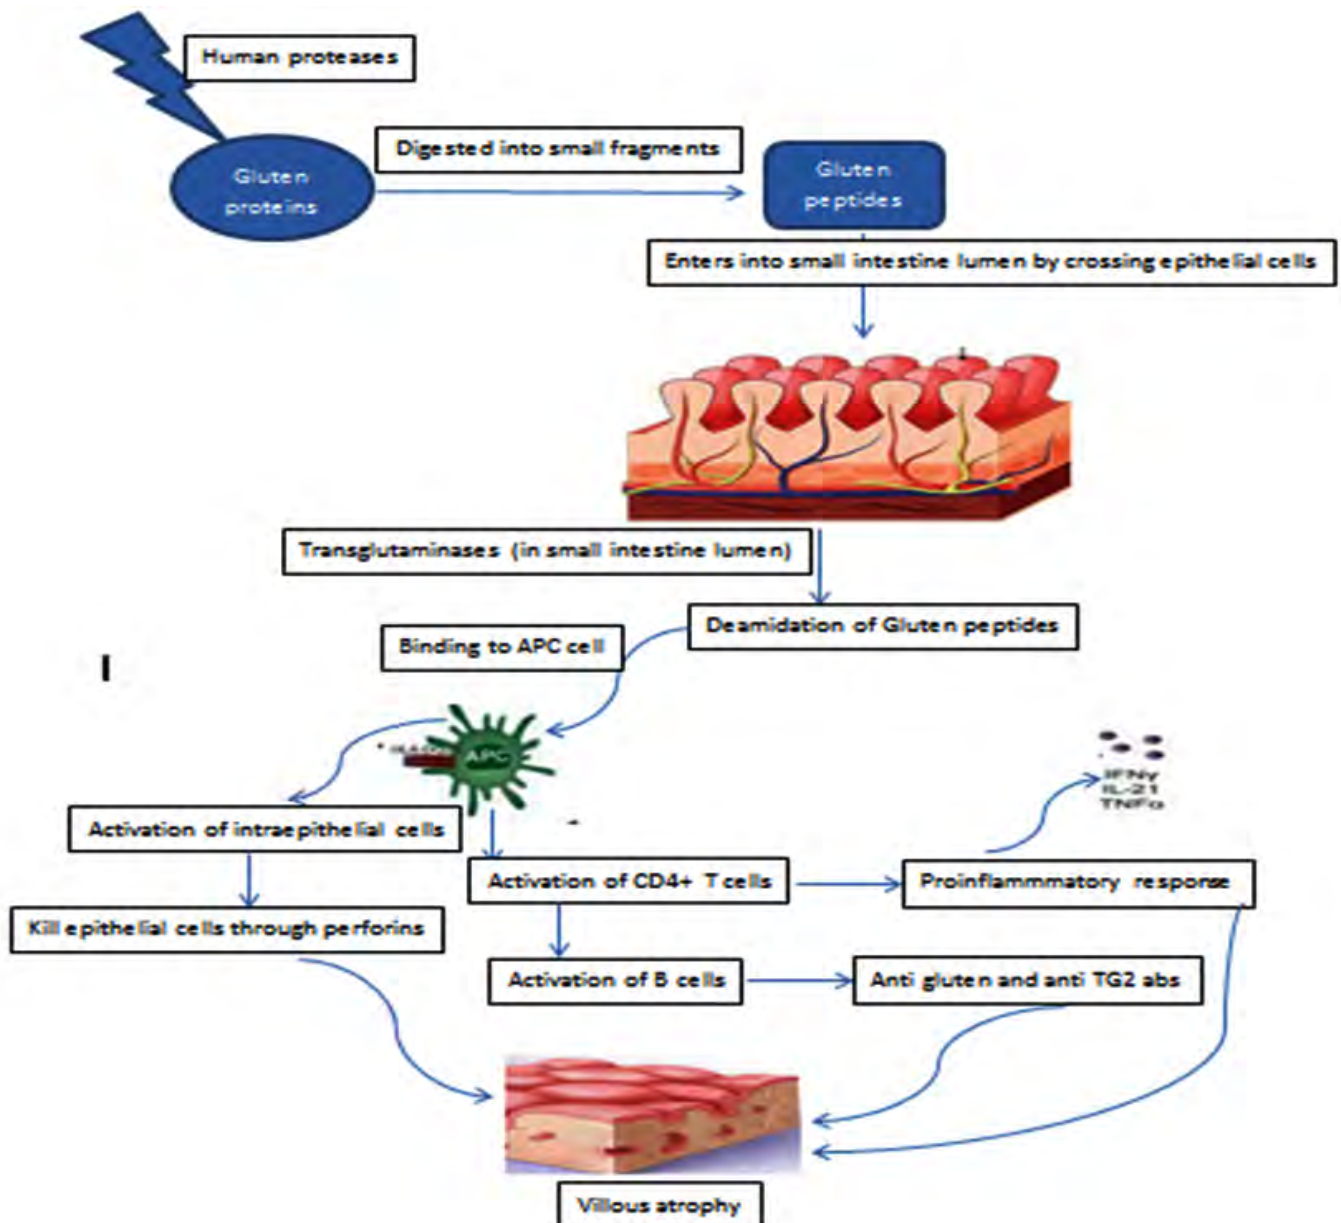 Human proteases
Digested into small fragments
Gluten
proteins
Gluten
peptides
Enters into small intestine lumen by crossing epithelial cells
Transglutaminases (in small intestine lumen)
Deamidation of Gluten peptides
Binding to APC cell
I
APC
IFNγ
IL-21
TNFα
Activation of intraepithelial cells
Activation of CD4+ T cells
Proinflammmatory response
Kill epithelial cells through perforins
Activation of B cells
Anti gluten and anti TG2 abs
Villous atrophy